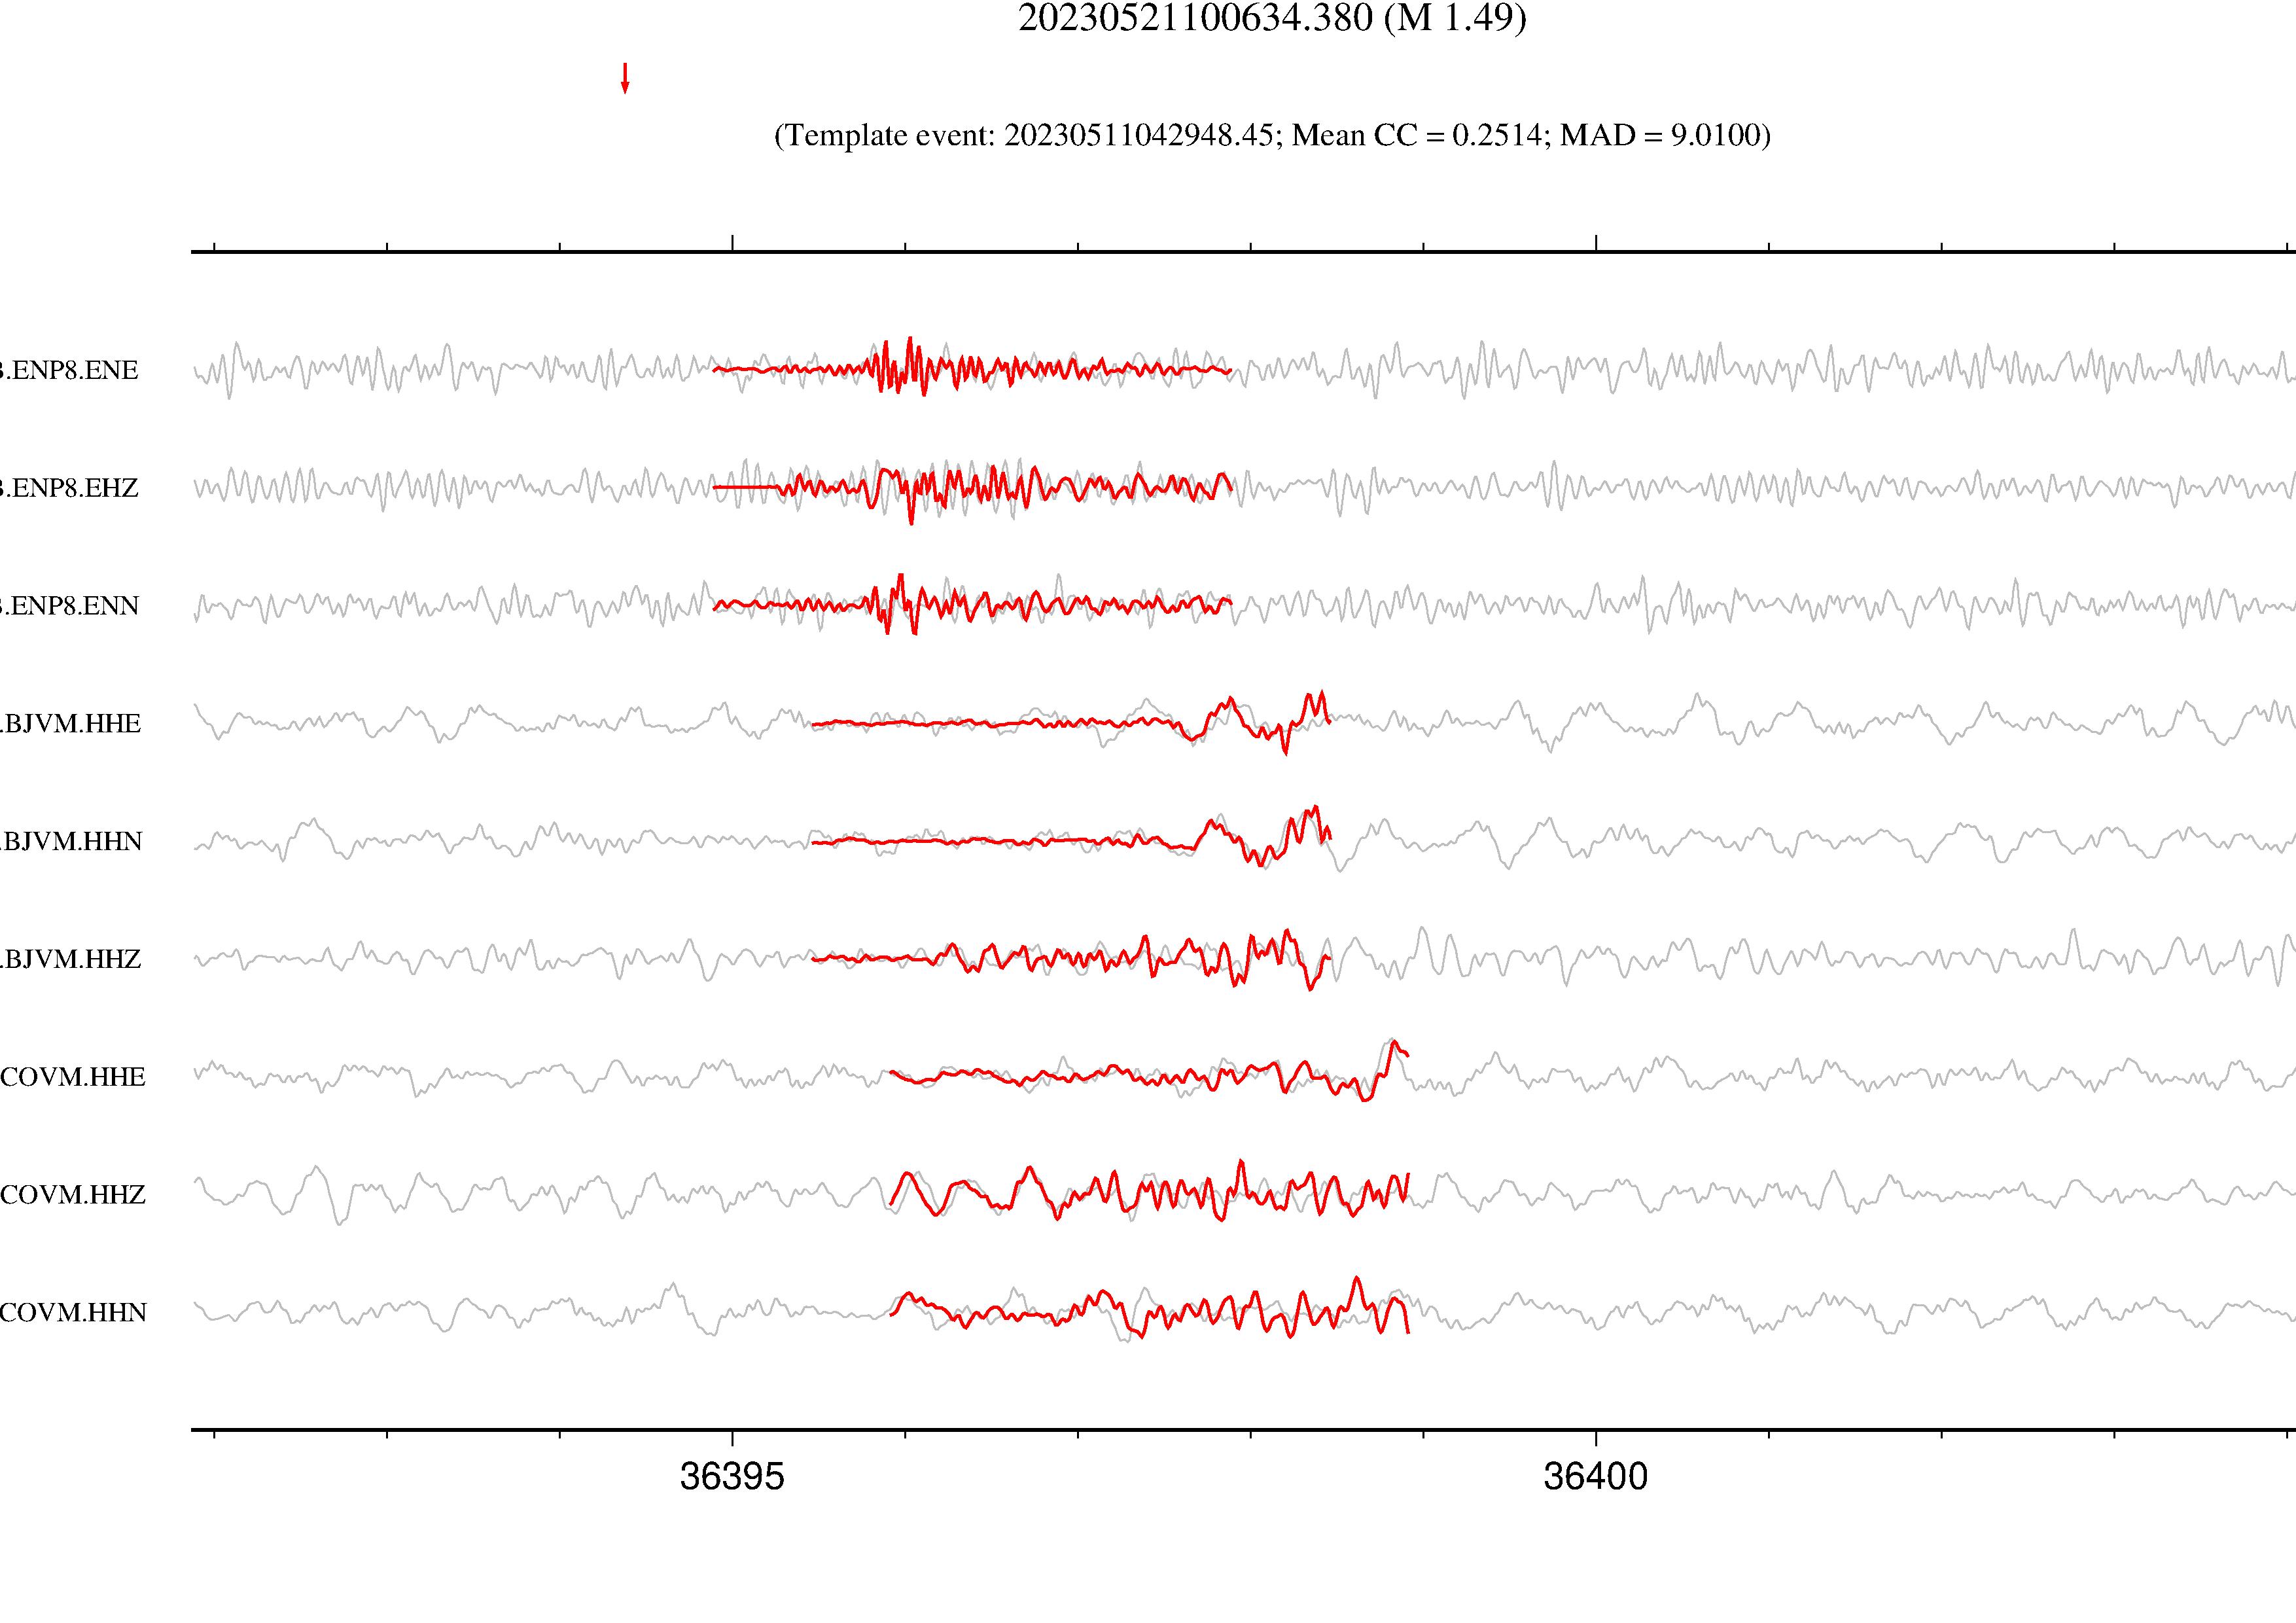 20230521100634.380 (M 1.49)
(Template event: 20230511042948.45; Mean CC = 0.2514; MAD = 9.0100)
.ENP8.ENE
.ENP8.EHZ
.ENP8.ENN
.BJVM.HHE
.BJVM.HHN
.BJVM.HHZ
COVM.HHE
COVM.HHZ
COVM.HHN
36395 36400